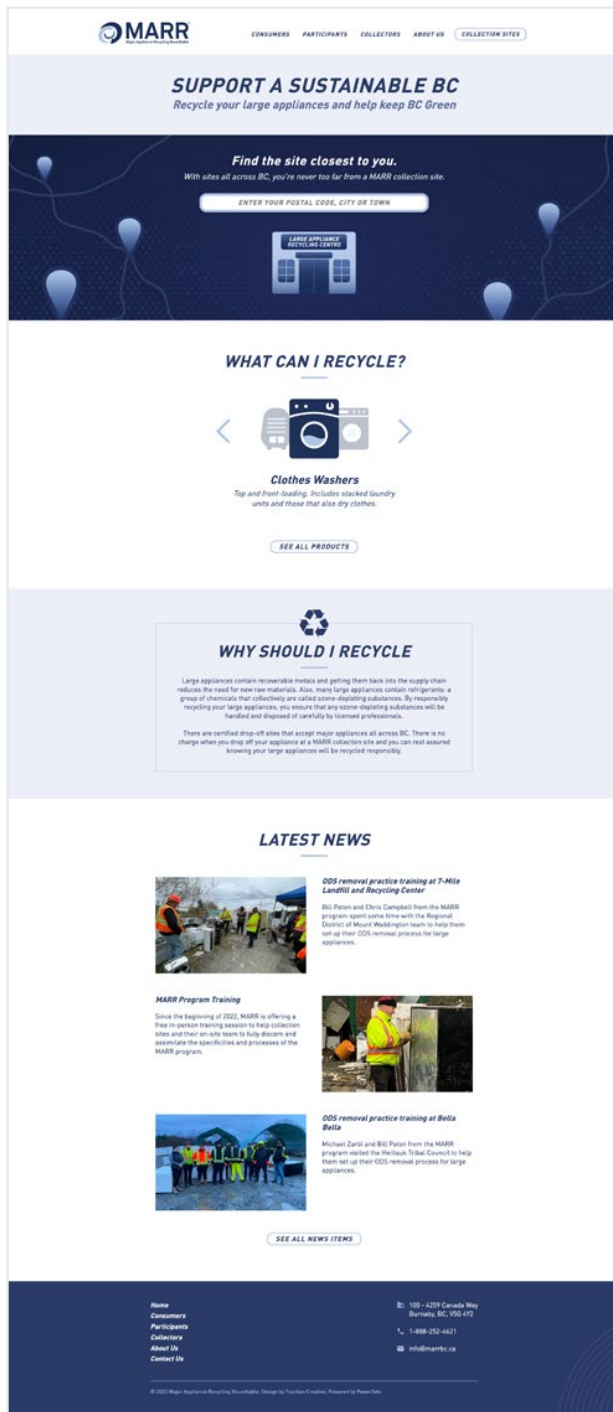 MARR
Major Appliance Recycling Roundtable
CONSUMERS PARTICIPANTS COLLECTORS ABOUT US COLLECTION SITES
SUPPORT A SUSTAINABLE BC
Recycle your large appliances and help keep BC Green
Find the site closest to you.
With sites all across BC, you're never too far from a MARR collection site.
ENTER YOUR POSTAL CODE, CITY OR TOWN
LARGE APPLIANCE
RECYCLING CENTRE
WHAT CAN I RECYCLE?
Clothes Washers
Top and front-loading. Includes stacked laundry
units and those that also dry clothes.
SEE ALL PRODUCTS
WHY SHOULD I RECYCLE
Large appliances contain recoverable metals and getting them back into the supply chain
reduces the need for new raw materials. Also, many large appliances contain refrigerants: a
group of chemicals that collectively are called ozone-depleting substances. By responsibly
recycling your large appliances, you ensure that any ozone-depleting substances will be
handled and disposed of carefully by licensed professionals.
There are certified drop-off sites that accept major appliances all across BC. There is no
charge when you drop off your appliance at a MARR collection site and you can rest assured
knowing your large appliances will be recycled responsibly.
LATEST NEWS
ODS removal practice training at 7-Mile
Landfill and Recycling Center
Bill Paton and Chris Campbell from the MARR
program spent some time with the Regional
District of Mount Waddington team to help them
set up their ODS removal process for large
appliances.
MARR Program Training
Since the beginning of 2022, MARR is offering a
free in-person training session to help collection
sites and their on-site team to fully discern and
assimilate the specificities and processes of the
MARR program.
ODS removal practice training at Bella
Bella
Michael Zarbl and Bill Paton from the MARR
program visited the Heiltsuk Tribal Council to help
them set up their ODS removal process for large
appliances.
SEE ALL NEWS ITEMS
Home
Consumers
Participants
Collectors
About Us
Contact Us
100 - 4259 Canada Way
Burnaby, BC, V5G 4Y2
1-888-252-4621
info@marrbc.ca
© 2022 Major Appliance Recycling Roundtable. Design by Traction Creative, Powered by PowerSite